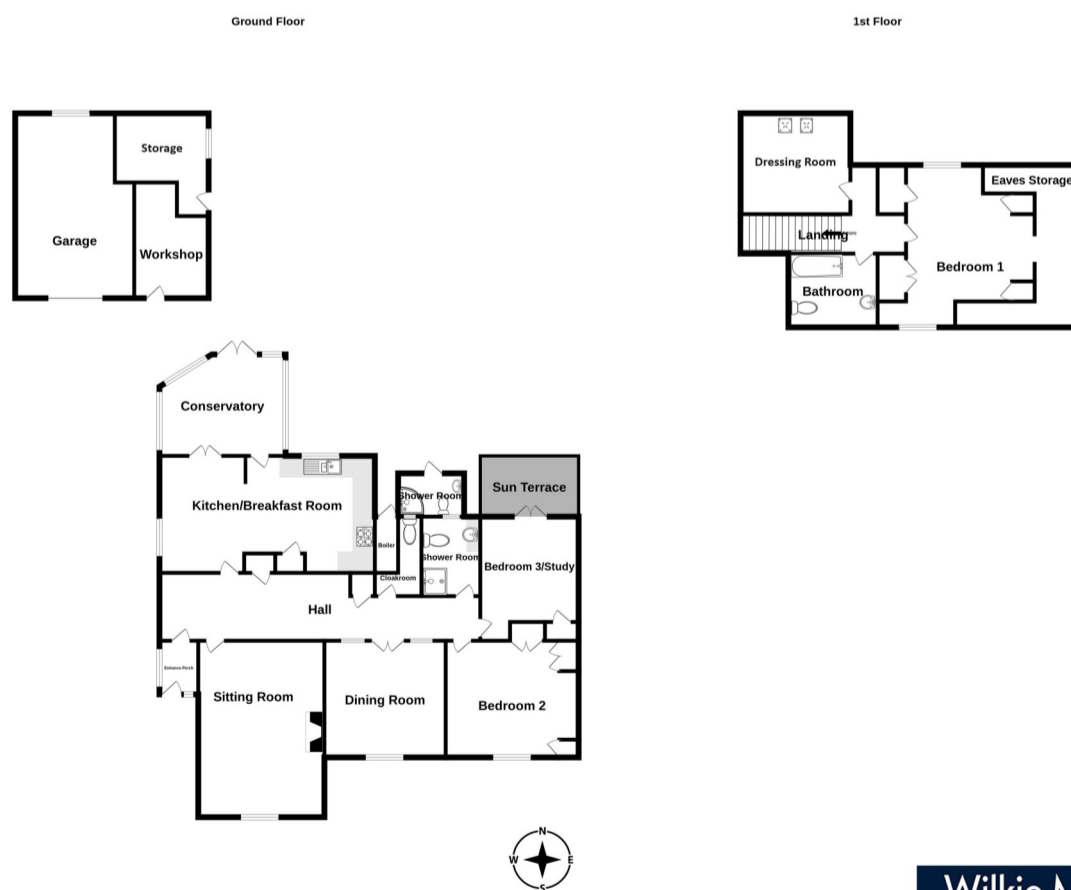 Ground Floor
1st Floor
Storage
Garage
Workshop
Dressing Room
Eaves Storage
Landing
Bedroom 1
Bathroom
Conservatory
Kitchen/Breakfast Room
Shower Room
Sun Terrace
Boiler
Shower Room
Bedroom 3/Study
Cloakroom
Hall
Entrance Porch
Sitting Room
Dining Room
Bedroom 2
N
W
E
S
Wilkie